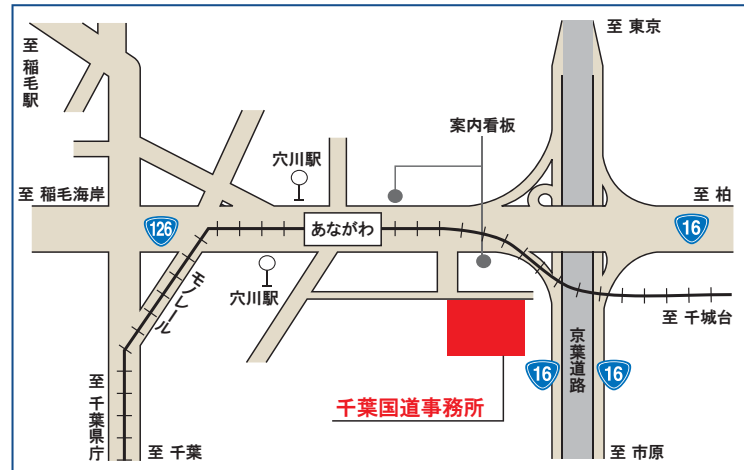 至 東京
至 稲毛駅
案内看板
穴川駅
至 稲毛海岸
至 柏
126
あながわ
16
モノレール
穴川駅
至 千城台
京葉道路
16
16
至 千葉県庁
千葉国道事務所
至 千葉
至 市原